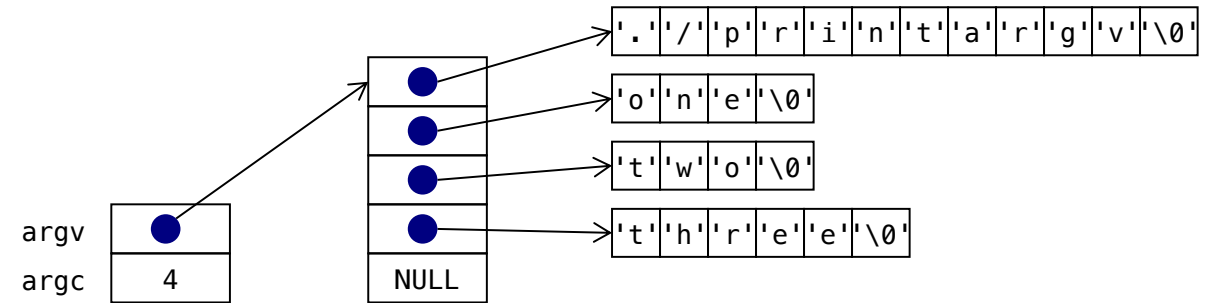 '.' '/' 'p' 'r' 'i' 'n' 't' 'a' 'r' 'g' 'v' '\0'
'o' 'n' 'e' '\0'
't' 'w' 'o' '\0'
't' 'h' 'r' 'e' 'e' '\0'
argv
argc 4 NULL